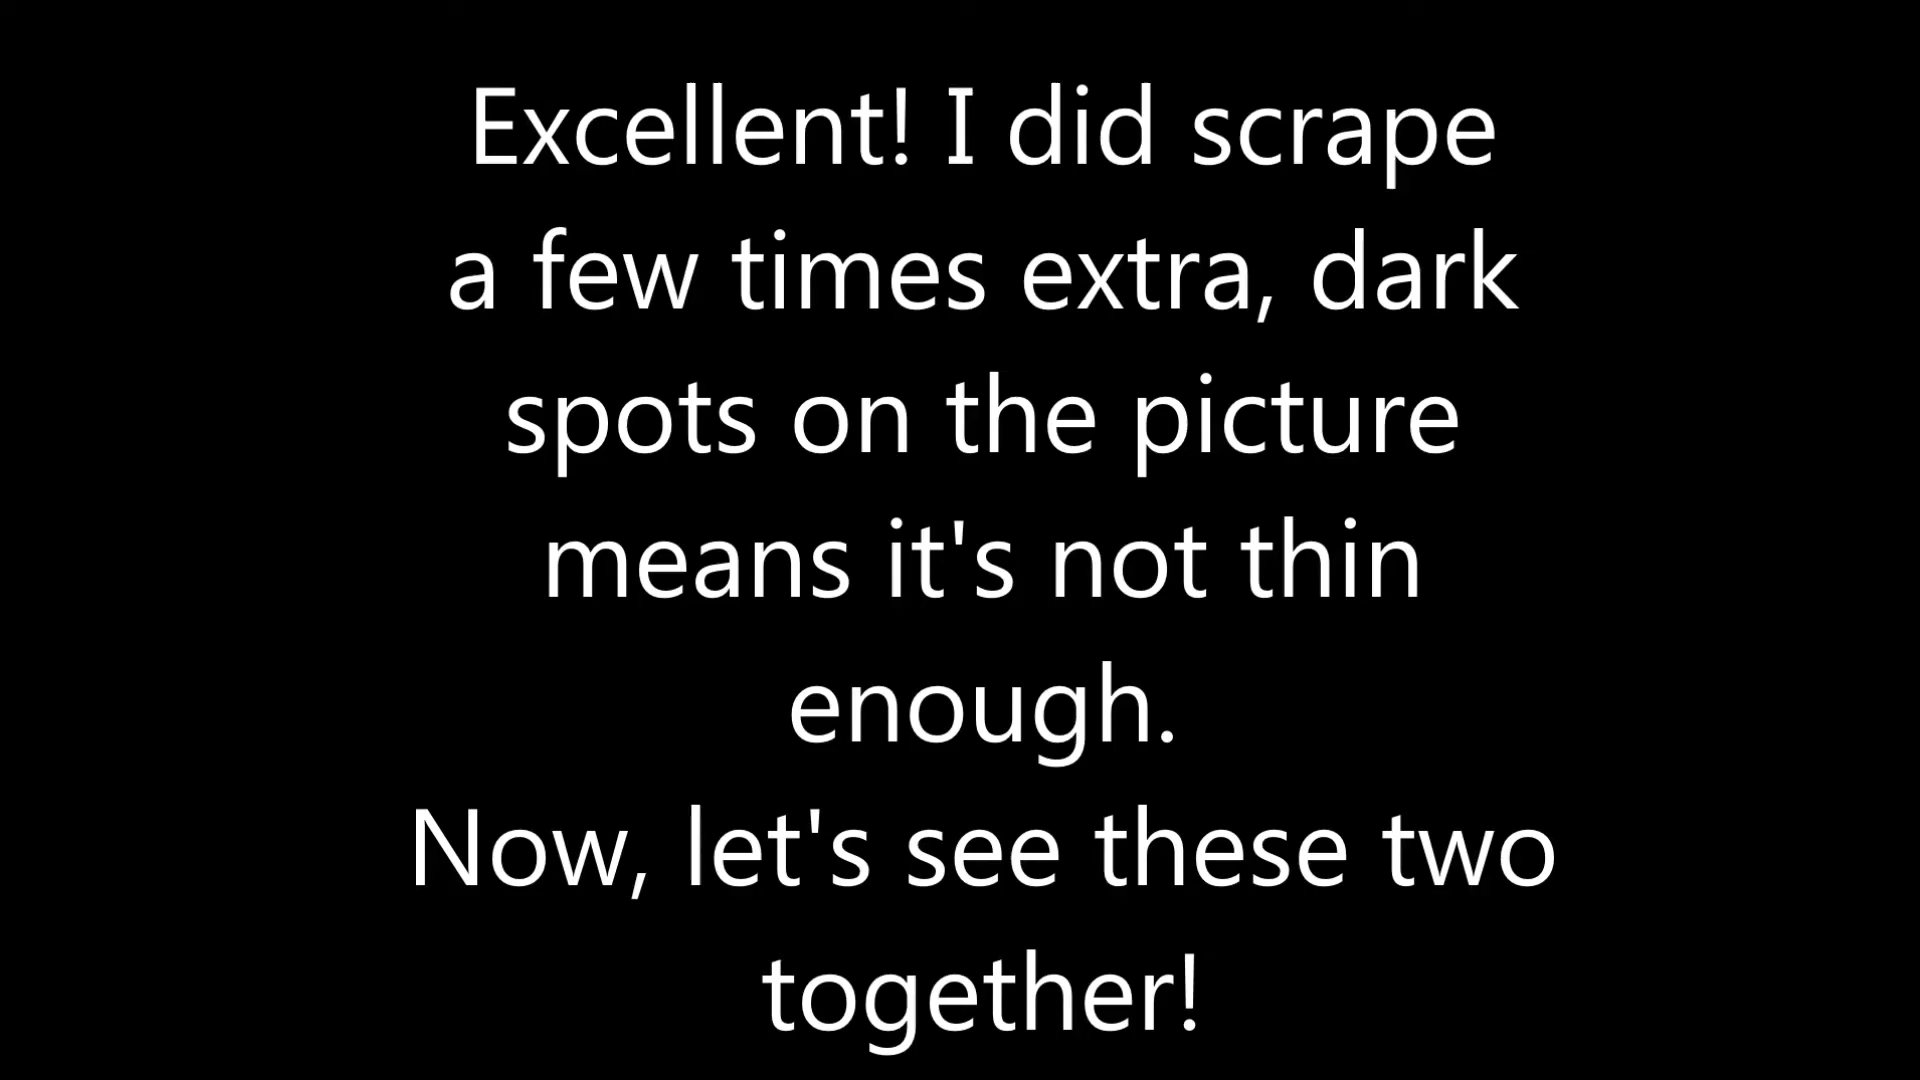 Excellent! I did scrape
a few times extra, dark
spots on the picture
means it's not thin
enough.
Now, let's see these two
together!